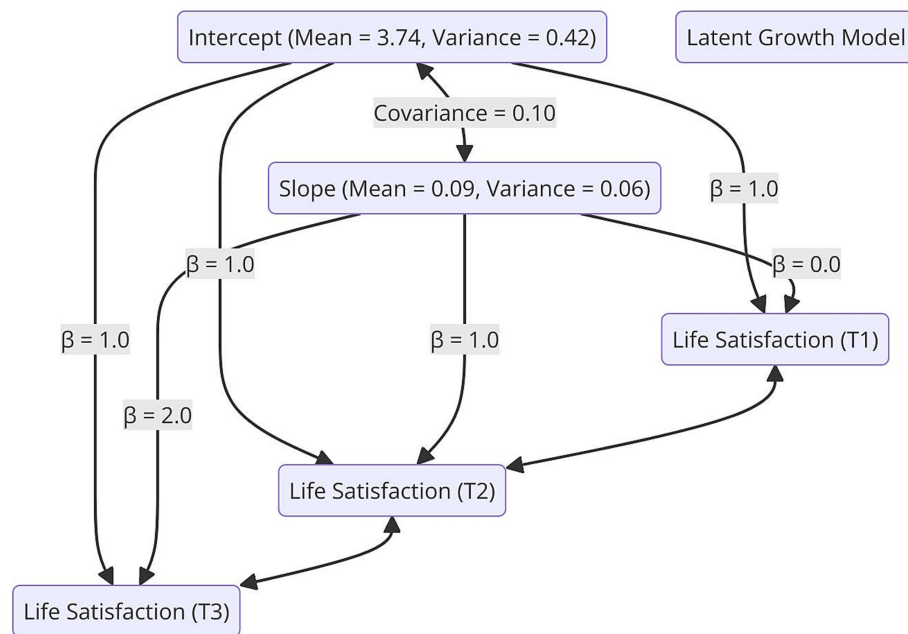 Intercept (Mean = 3.74, Variance = 0.42)
Latent Growth Model
Covariance = 0.10
Slope (Mean = 0.09, Variance = 0.06)
β = 1.0
β = 1.0
β = 0.0
β = 1.0
β = 1.0
Life Satisfaction (T1)
β = 2.0
Life Satisfaction (T2)
Life Satisfaction (T3)